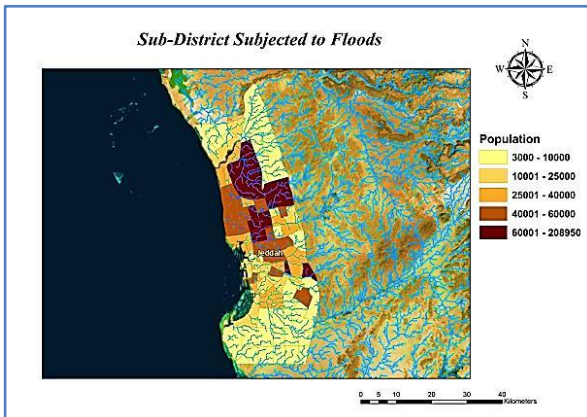 Sub-District Subjected to Floods
N
W E
S
Population
3000 - 10000
10001 - 25000
25001 - 40000
40001 - 60000
60001 - 208950
Jeddah
0 5 10 20 30 40
Kilometers